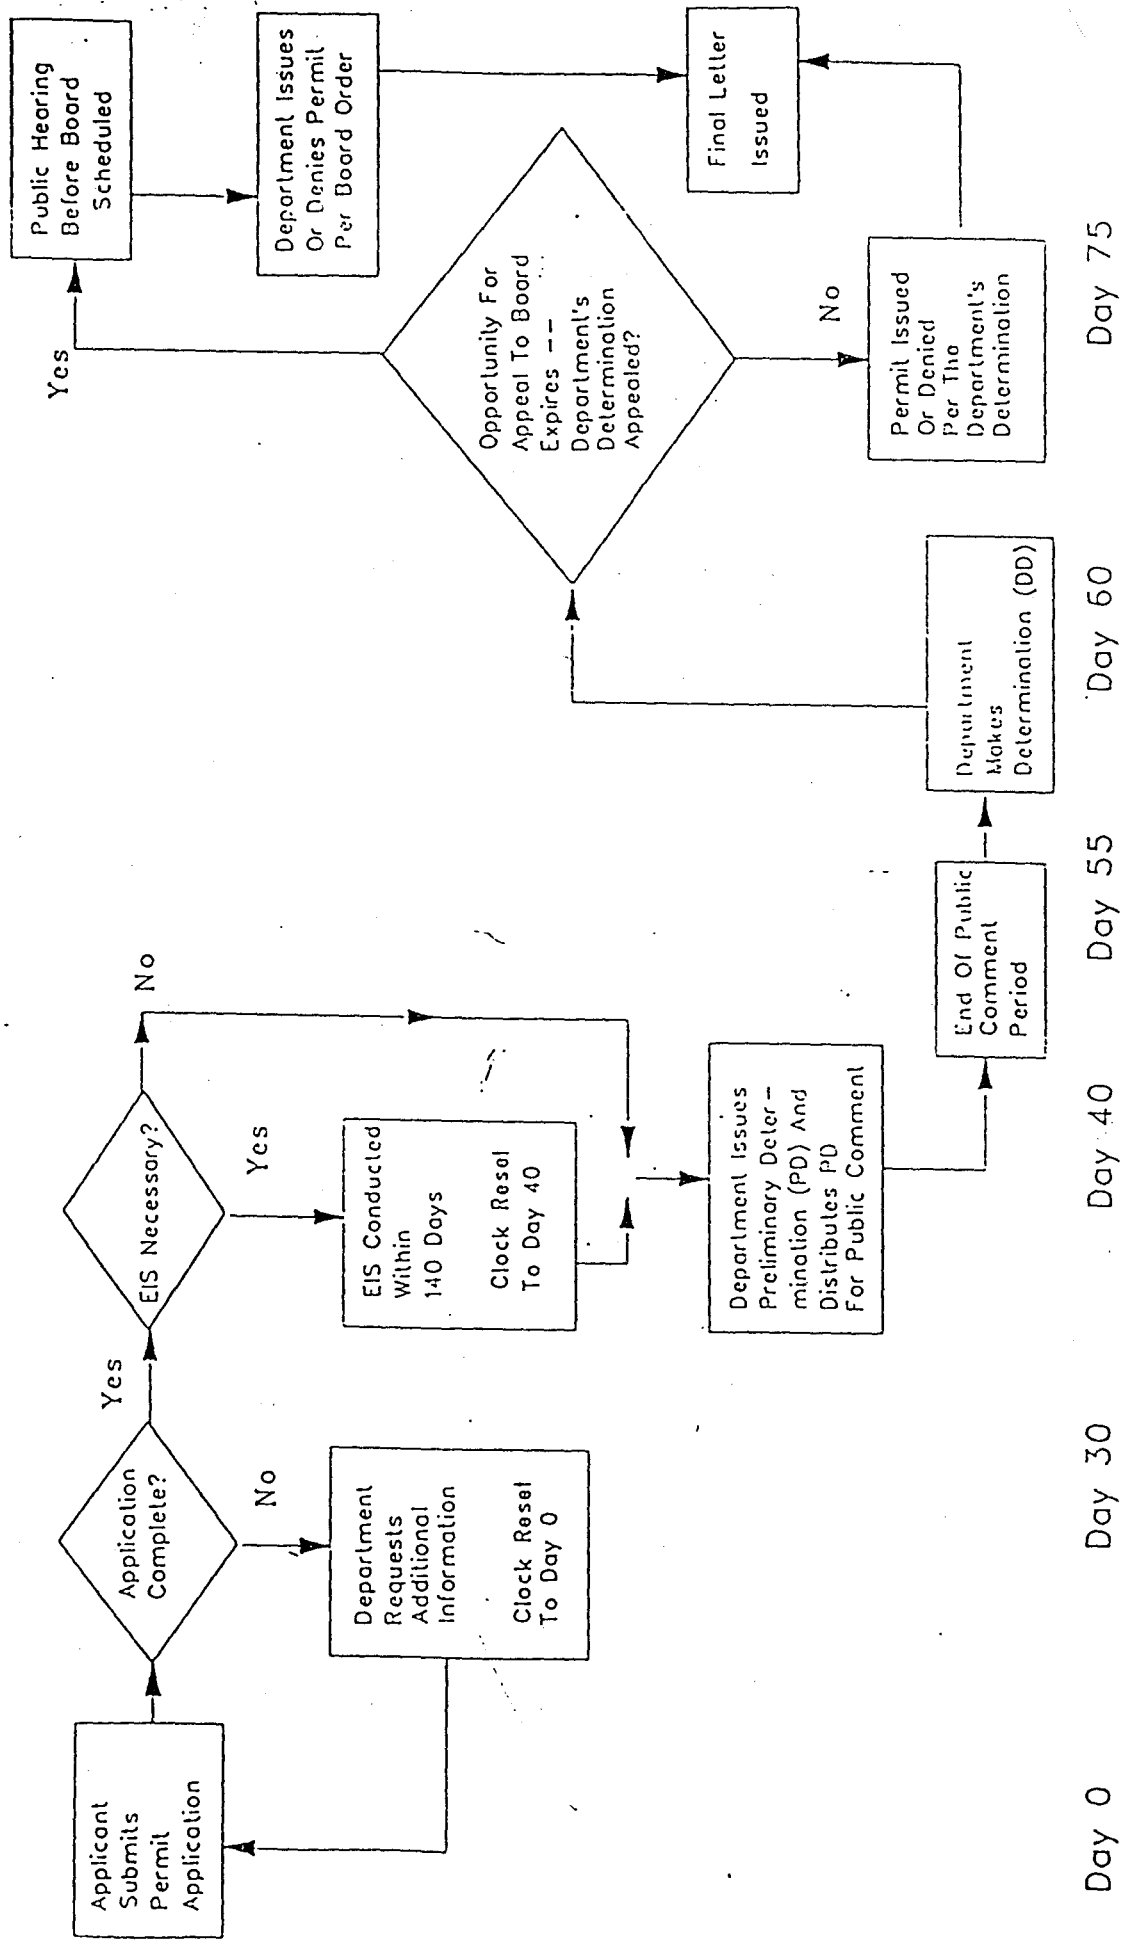 Applicant
Submits
Permit
Application
Application
Complete?
Yes
No
Department
Requests
Additional
Information
Clock Reset
To Day 0
EIS Necessary?
No
Yes
EIS Conducted
Within
140 Days
Clock Reset
To Day 40
Department Issues
Preliminary Deter-
mination (PD) And
Distributes PD
For Public Comment
End Of Public
Comment
Period
Department
Makes
Determination (DD)
Opportunity For
Appeal To Board
Expires --
Department's
Determination
Appealed?
Yes
No
Public Hearing
Before Board
Scheduled
Department Issues
Or Denies Permit
Per Board Order
Permit Issued
Or Denied
Per The
Department's
Determination
Final Letter
Issued
Day 0
Day 30
Day 40
Day 55
Day 60
Day 75